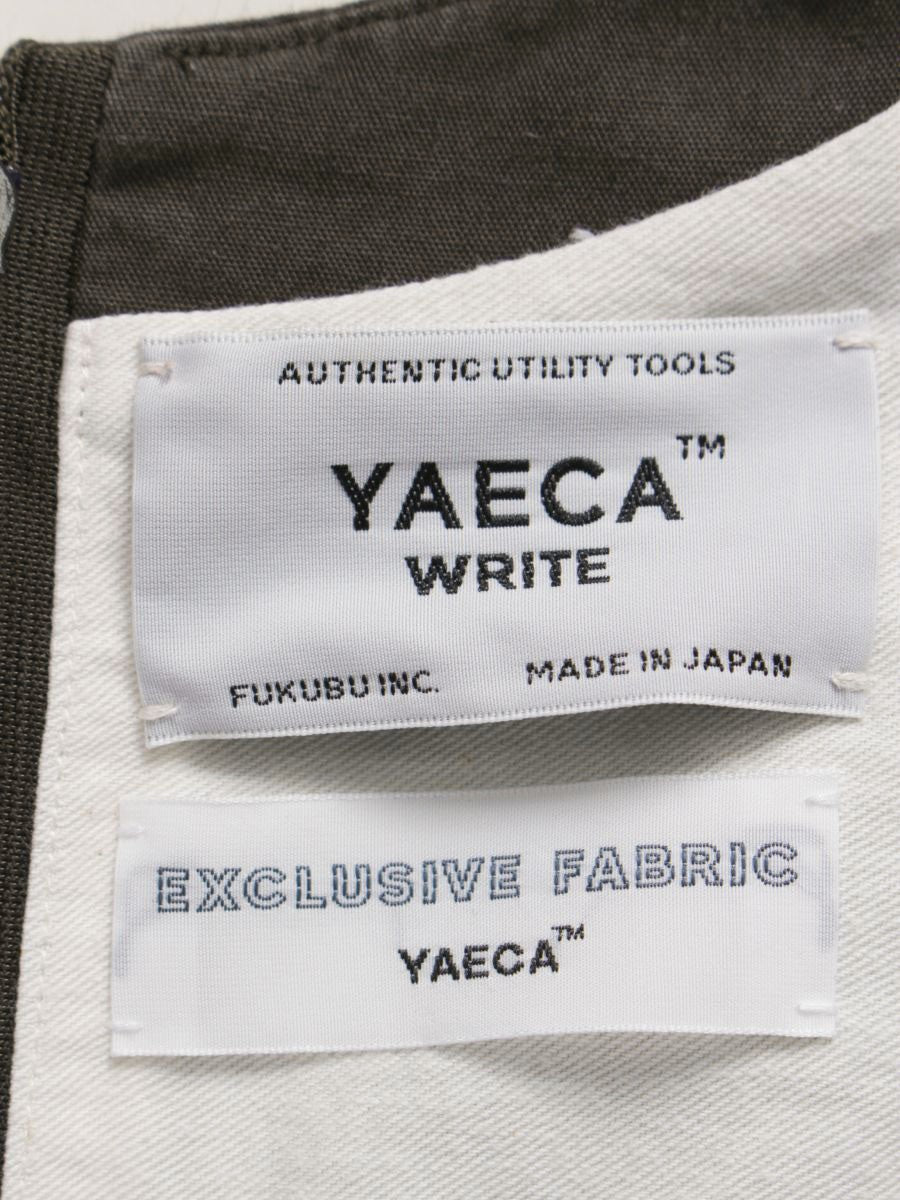 AUTHENTIC UTILITY TOOLS
YAECA™
WRITE
FUKUBU INC. MADE IN JAPAN
EXCLUSIVE FABRIC
YAECA™